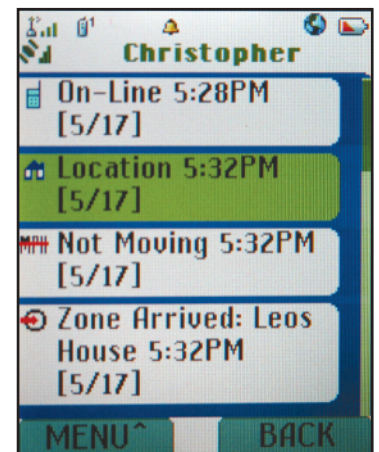 Christopher
On-Line 5:28PM
[5/17]
Location 5:32PM
[5/17]
MPH Not Moving 5:32PM
[5/17]
Zone Arrived: Leos
House 5:32PM
[5/17]
MENU^ BACK